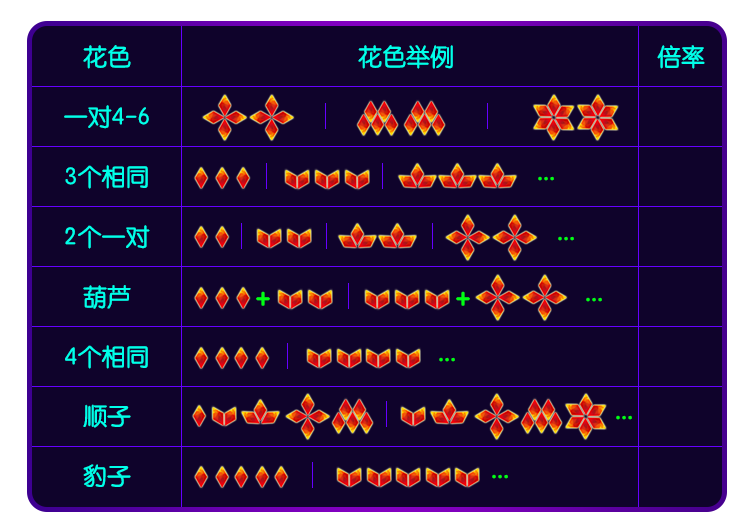 花色 花色举例 倍率
一对4-6
3个相同 ...
2个一对 ...
葫芦 + + ...
4个相同 ...
顺子 ...
豹子 ...